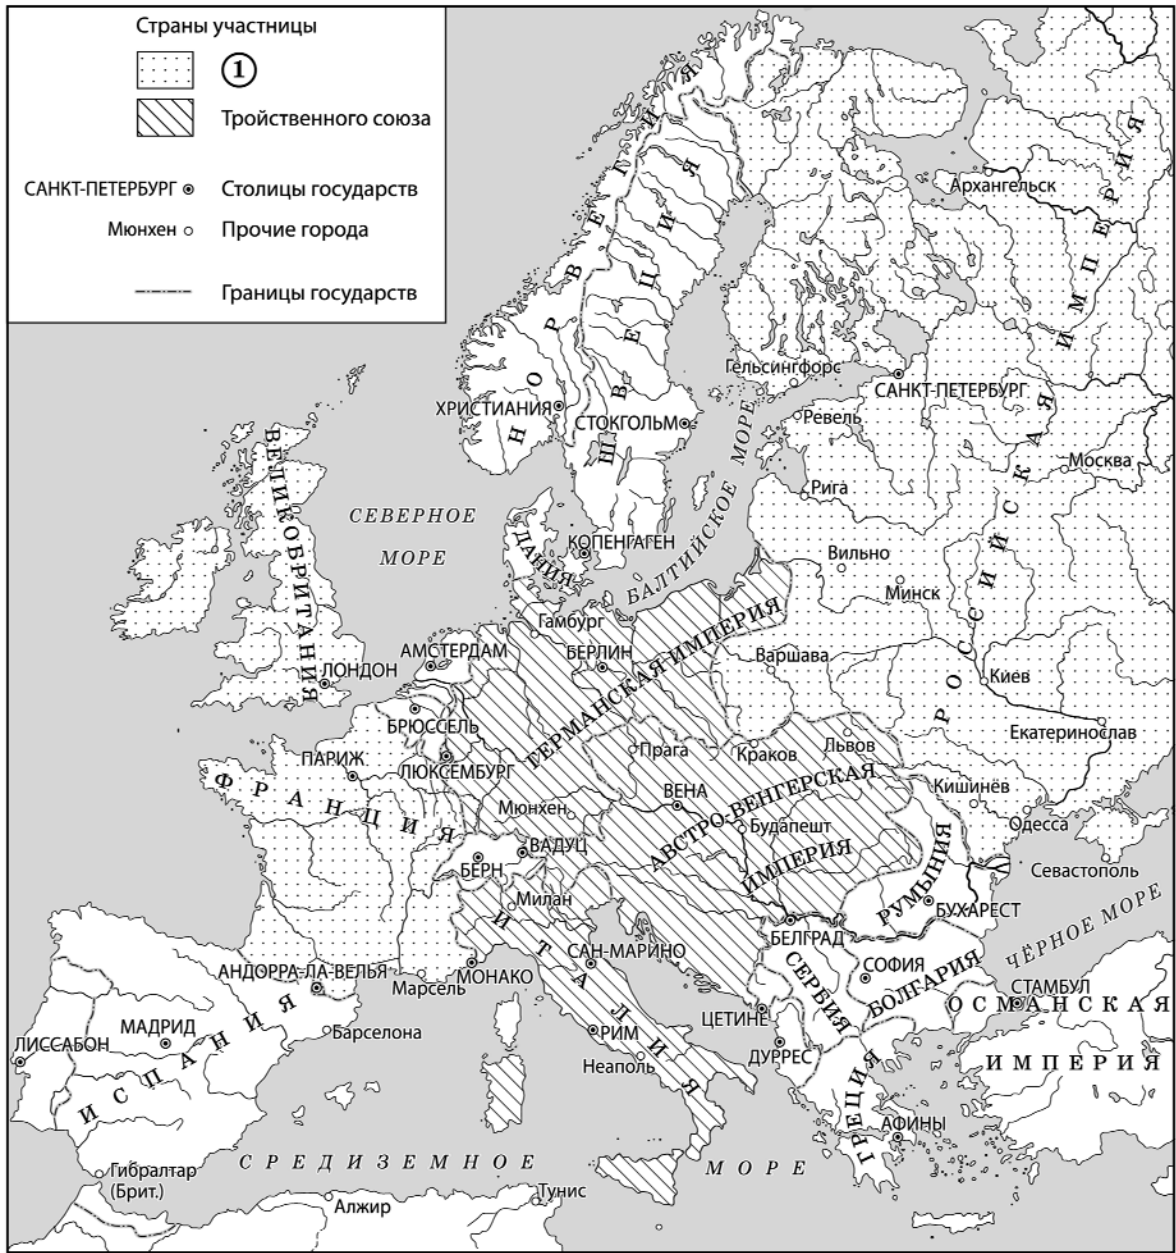 Страны участницы
1
Тройственного союза
САНКТ-ПЕТЕРБУРГ
Столицы государств
Мюнхен
Прочие города
Границы государств
НОРВЕГИЯ
ШВЕЦИЯ
Архангельск
РОССИЙСКАЯ ИМПЕРИЯ
Гельсингфорс
САНКТ-ПЕТЕРБУРГ
ХРИСТИАНИЯ
СТОКГОЛЬМ
Ревель
Москва
ВЕЛИКОБРИТАНИЯ
Рига
СЕВЕРНОЕ
МОРЕ
БАЛТИЙСКОЕ МОРЕ
КОПЕНГАГЕН
ДАНИЯ
Вильно
Минск
Гамбург
АМСТЕРДАМ
БЕРЛИН
ГЕРМАНСКАЯ ИМПЕРИЯ
Варшава
ЛОНДОН
Киев
БРЮССЕЛЬ
Екатеринослав
Прага
Краков
Львов
ПАРИЖ
ЛЮКСЕМБУРГ
ФРАНЦИЯ
Мюнхен
ВЕНА
АВСТРО-ВЕНГЕРСКАЯ
ИМПЕРИЯ
Будапешт
Кишинёв
Одесса
ВАДУЦ
БЕРН
РУМЫНИЯ
Севастополь
Милан
БУХАРЕСТ
ИТАЛИЯ
БЕЛГРАД
ЧЁРНОЕ МОРЕ
САН-МАРИНО
СЕРБИЯ
СОФИЯ
БОЛГАРИЯ
АНДОРРА-ЛА-ВЕЛЬЯ
Марсель
МОНАКО
СТАМБУЛ
ОСМАНСКАЯ
ИМПЕРИЯ
ЦЕТИНЕ
МАДРИД
Барселона
РИМ
ЛИССАБОН
ИСПАНИЯ
Неаполь
ДУРРЕС
ГРЕЦИЯ
АФИНЫ
Гибралтар
(Брит.)
СРЕДИЗЕМНОЕ
МОРЕ
Алжир
Тунис